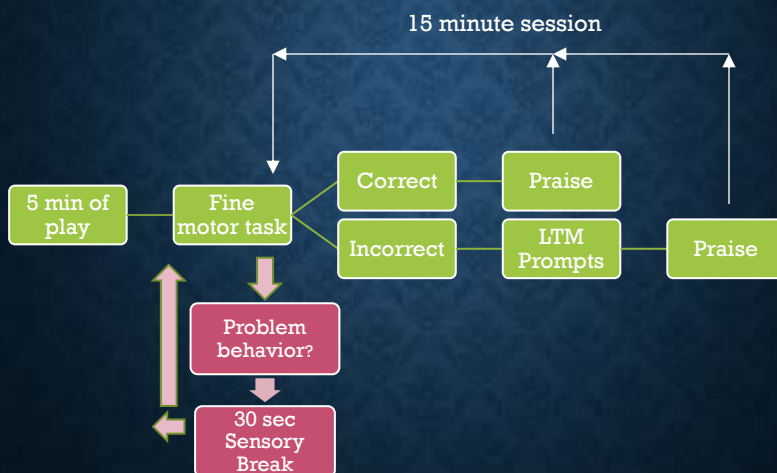 15 minute session
Correct
Praise
5 min of
play
Fine
motor task
Incorrect
LTM
Prompts
Praise
Problem
behavior?
30 sec
Sensory
Break